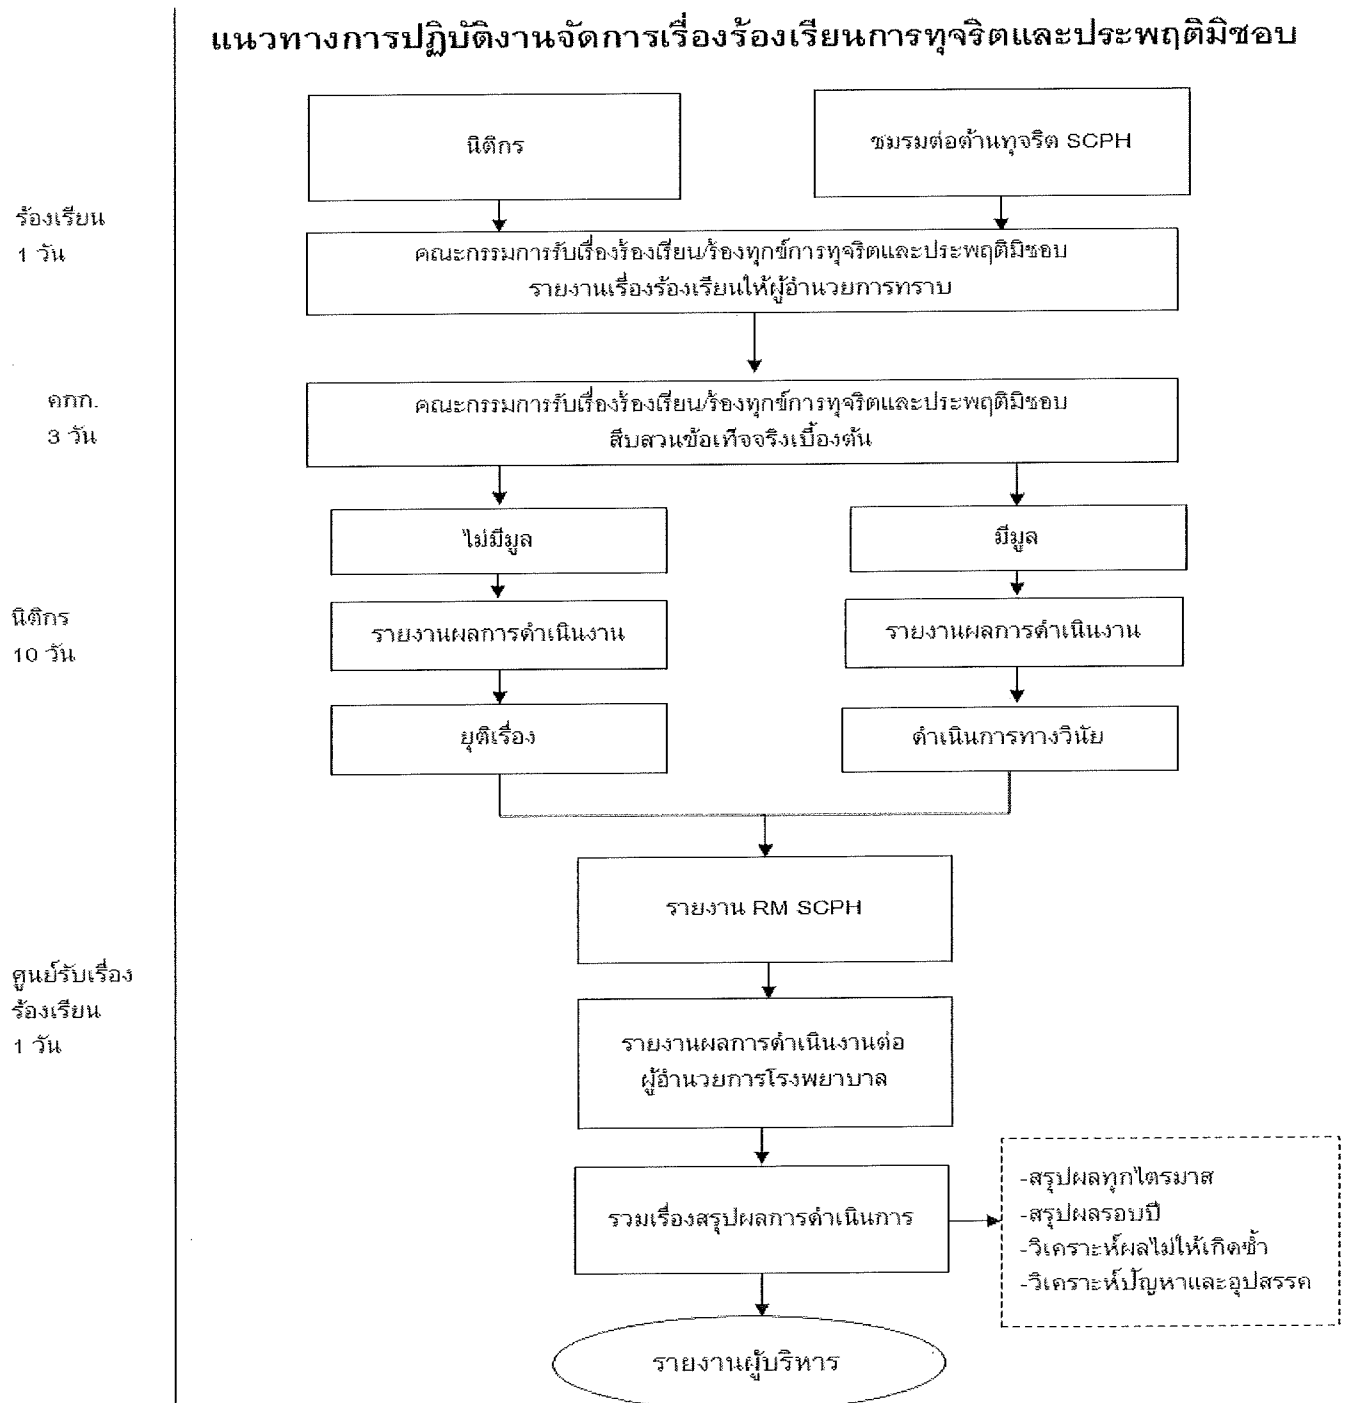 แนวทางการปฏิบัติงานจัดการเรื่องร้องเรียนการทุจริตและประพฤติมิชอบ
นิติกร
ชมรมต่อต้านทุจริต SCPH
ร้องเรียน
1 วัน
คณะกรรมการรับเรื่องร้องเรียน/ร้องทุกข์การทุจริตและประพฤติมิชอบ
รายงานเรื่องร้องเรียนให้ผู้อำนวยการทราบ
คกก.
3 วัน
คณะกรรมการรับเรื่องร้องเรียน/ร้องทุกข์การทุจริตและประพฤติมิชอบ
สืบสวนข้อเท็จจริงเบื้องต้น
ไม่มีมูล
มีมูล
นิติกร
10 วัน
รายงานผลการดำเนินงาน
รายงานผลการดำเนินงาน
ยุติเรื่อง
ดำเนินการทางวินัย
รายงาน RM SCPH
ศูนย์รับเรื่อง
ร้องเรียน
1 วัน
รายงานผลการดำเนินงานต่อ
ผู้อำนวยการโรงพยาบาล
รวมเรื่องสรุปผลการดำเนินการ
-สรุปผลทุกไตรมาส
-สรุปผลรอบปี
-วิเคราะห์ผลไม่ให้เกิดซ้ำ
-วิเคราะห์ปัญหาและอุปสรรค
รายงานผู้บริหาร